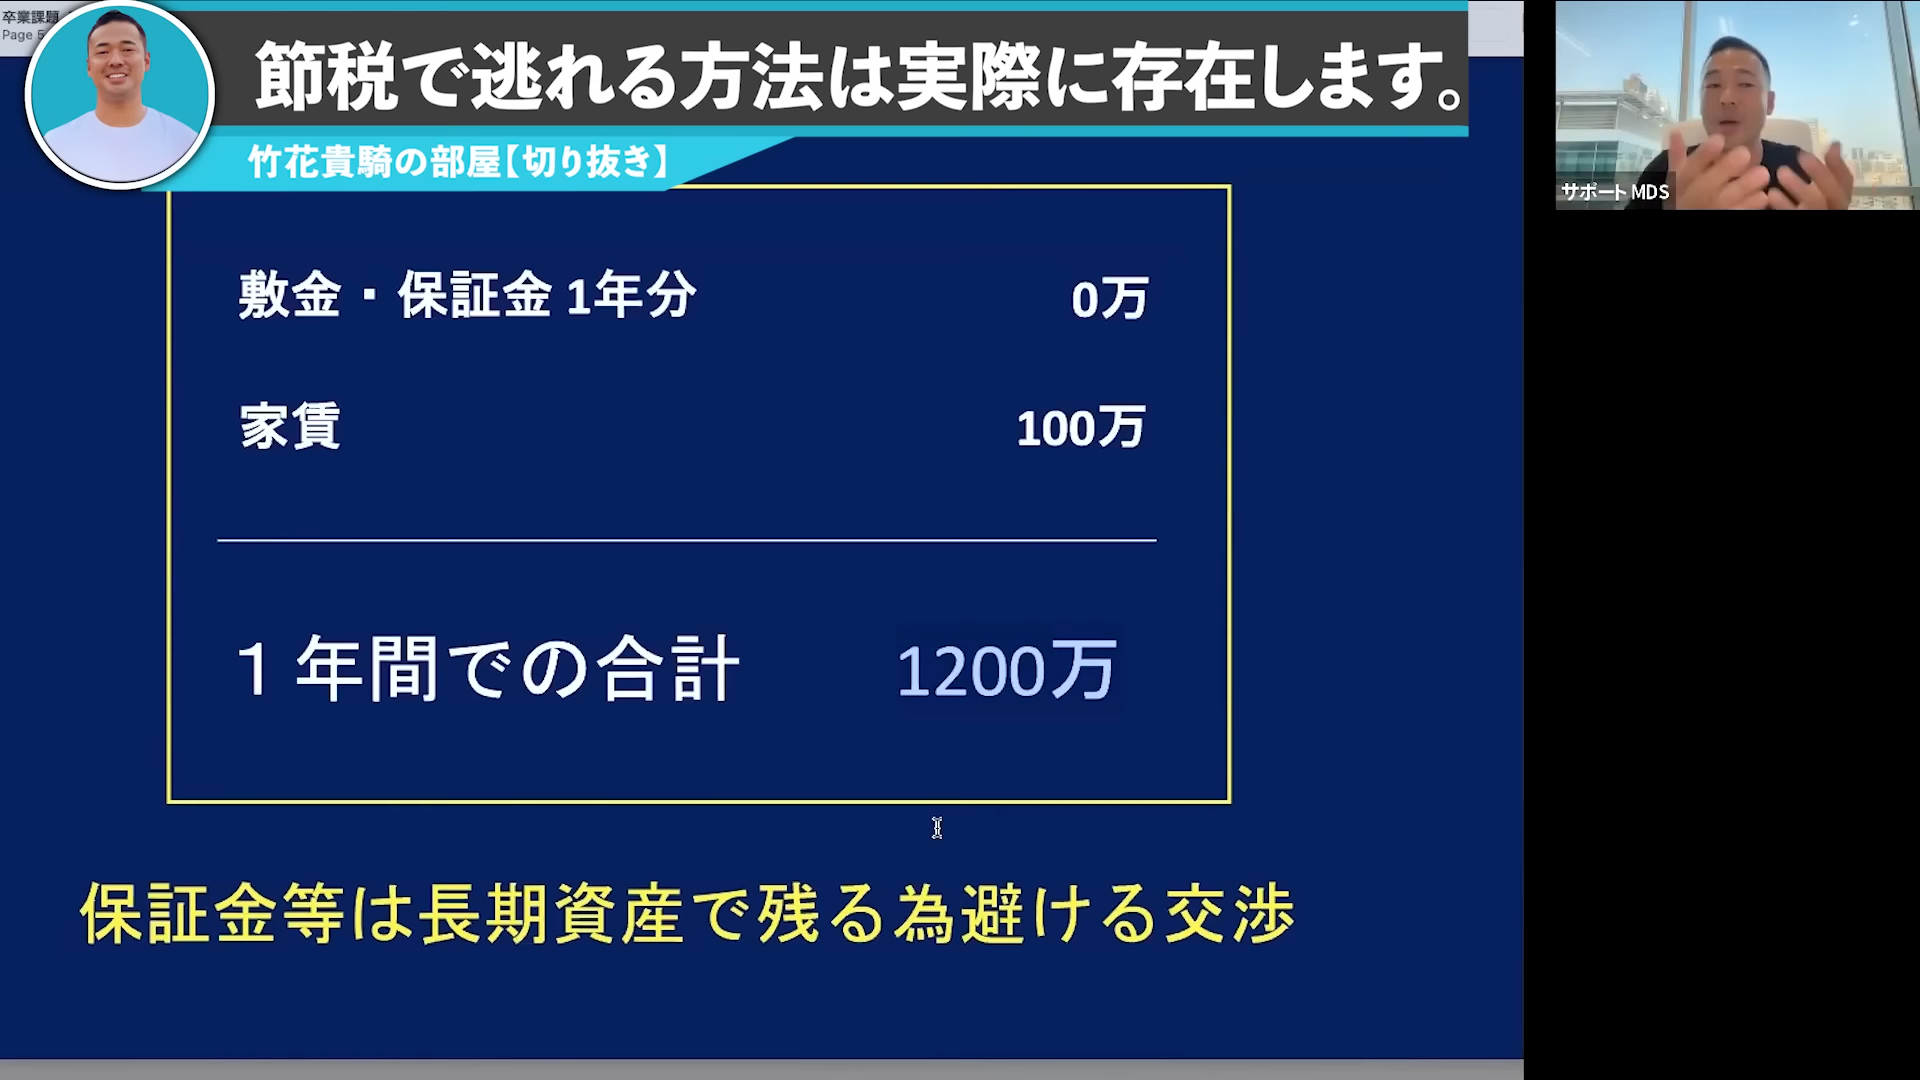 卒業課題
Page 5
節税で逃れる方法は実際に存在します。
竹花貴騎の部屋【切り抜き】
サポート MDS
敷金・保証金 1年分 0万
家賃 100万
１年間での合計 1200万
保証金等は長期資産で残る為避ける交渉